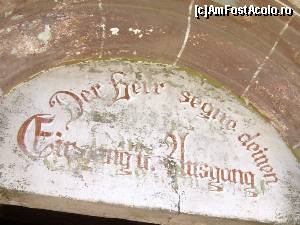 (c)AmFostAcolo.ro
Der Herr segne deinen
Eingang u. Ausgang